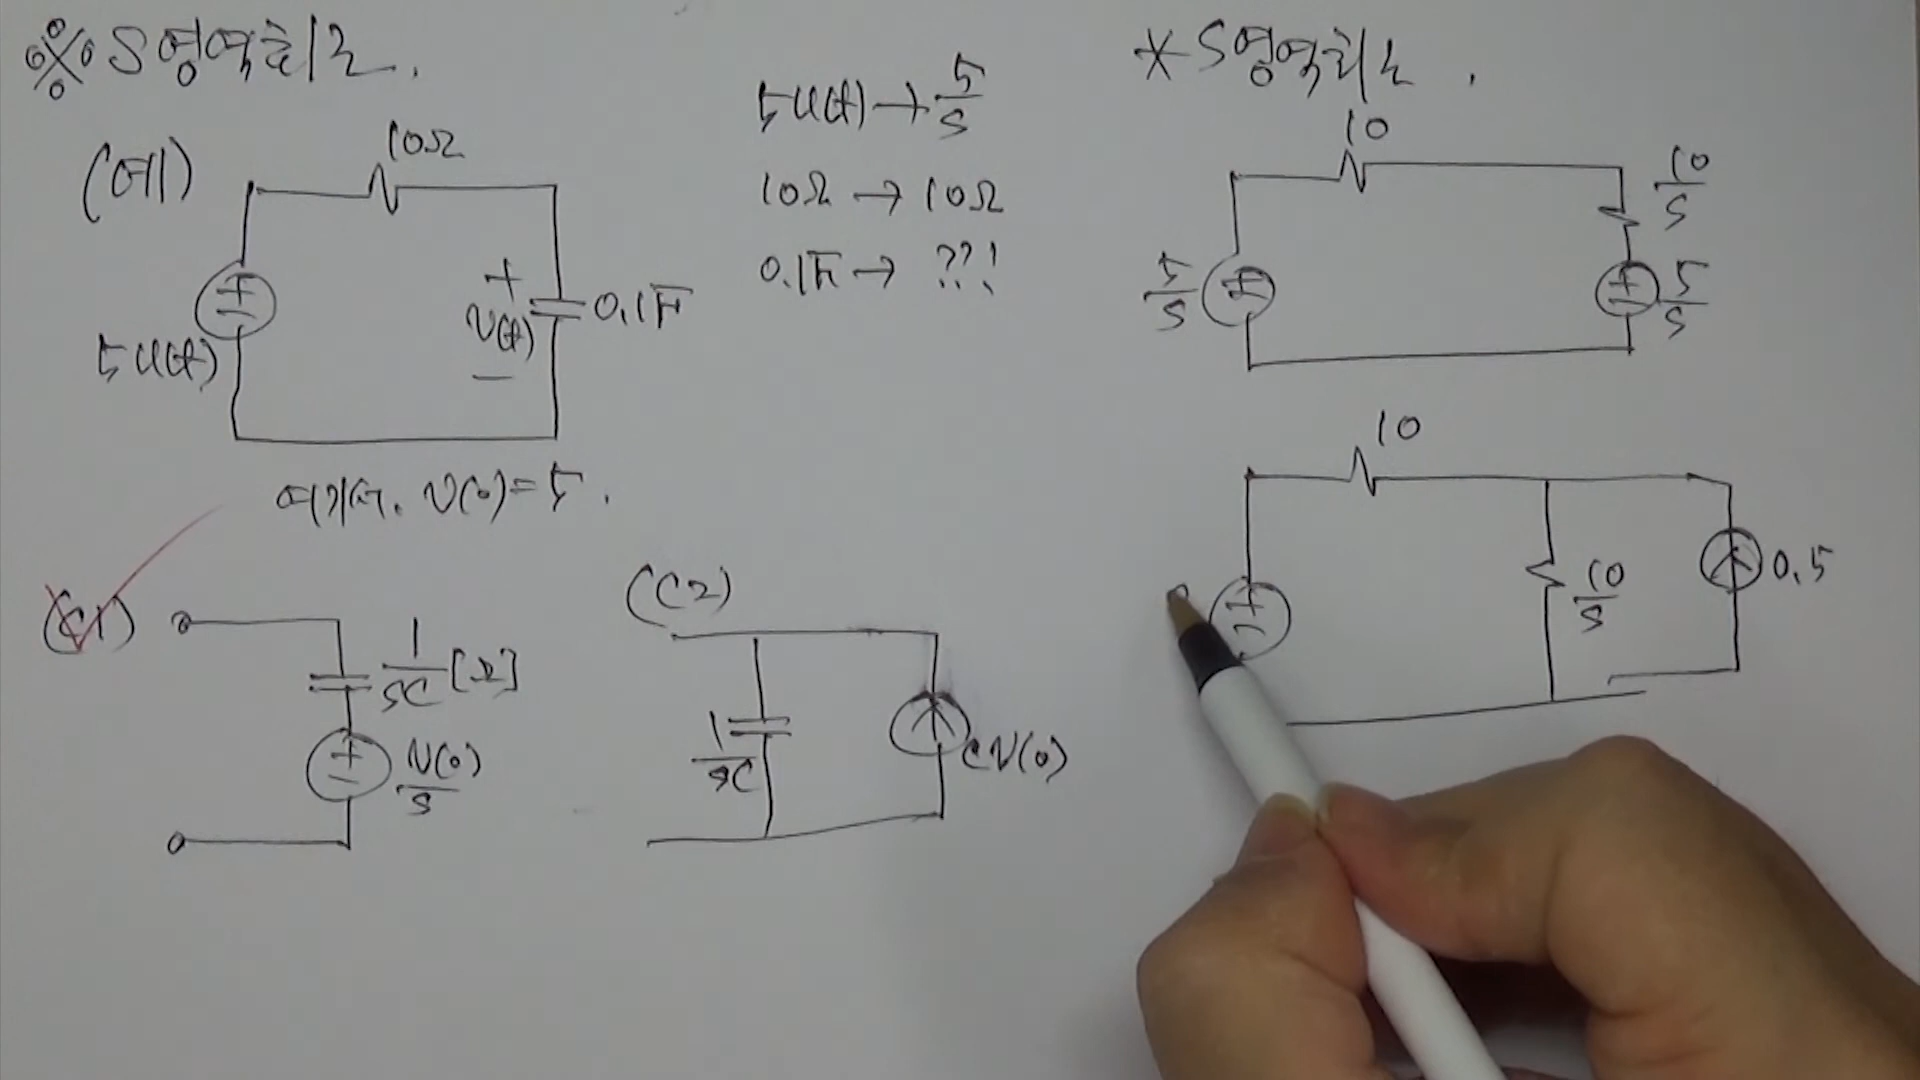 ※ S영역회로.
(예1)
10Ω
5u(t)
+
v(t)
-
0.1F
여기서. v(0)=5.
5u(t)→5/s
10Ω → 10Ω
0.1F→ ??!
(C1)
1/sC [Ω]
+
-
v(0)/s
(C2)
1/sC
Cv(0)
* S영역회로.
10
10/s
5/s
5/s
10
10/s
0.5